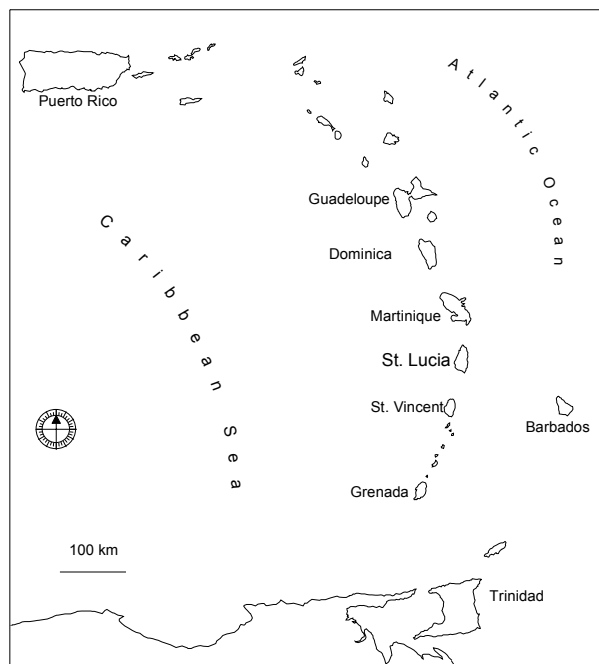 Puerto Rico
Atlantic Ocean
Guadeloupe
Caribbean Sea
Dominica
Martinique
St. Lucia
St. Vincent
Barbados
Grenada
100 km
Trinidad